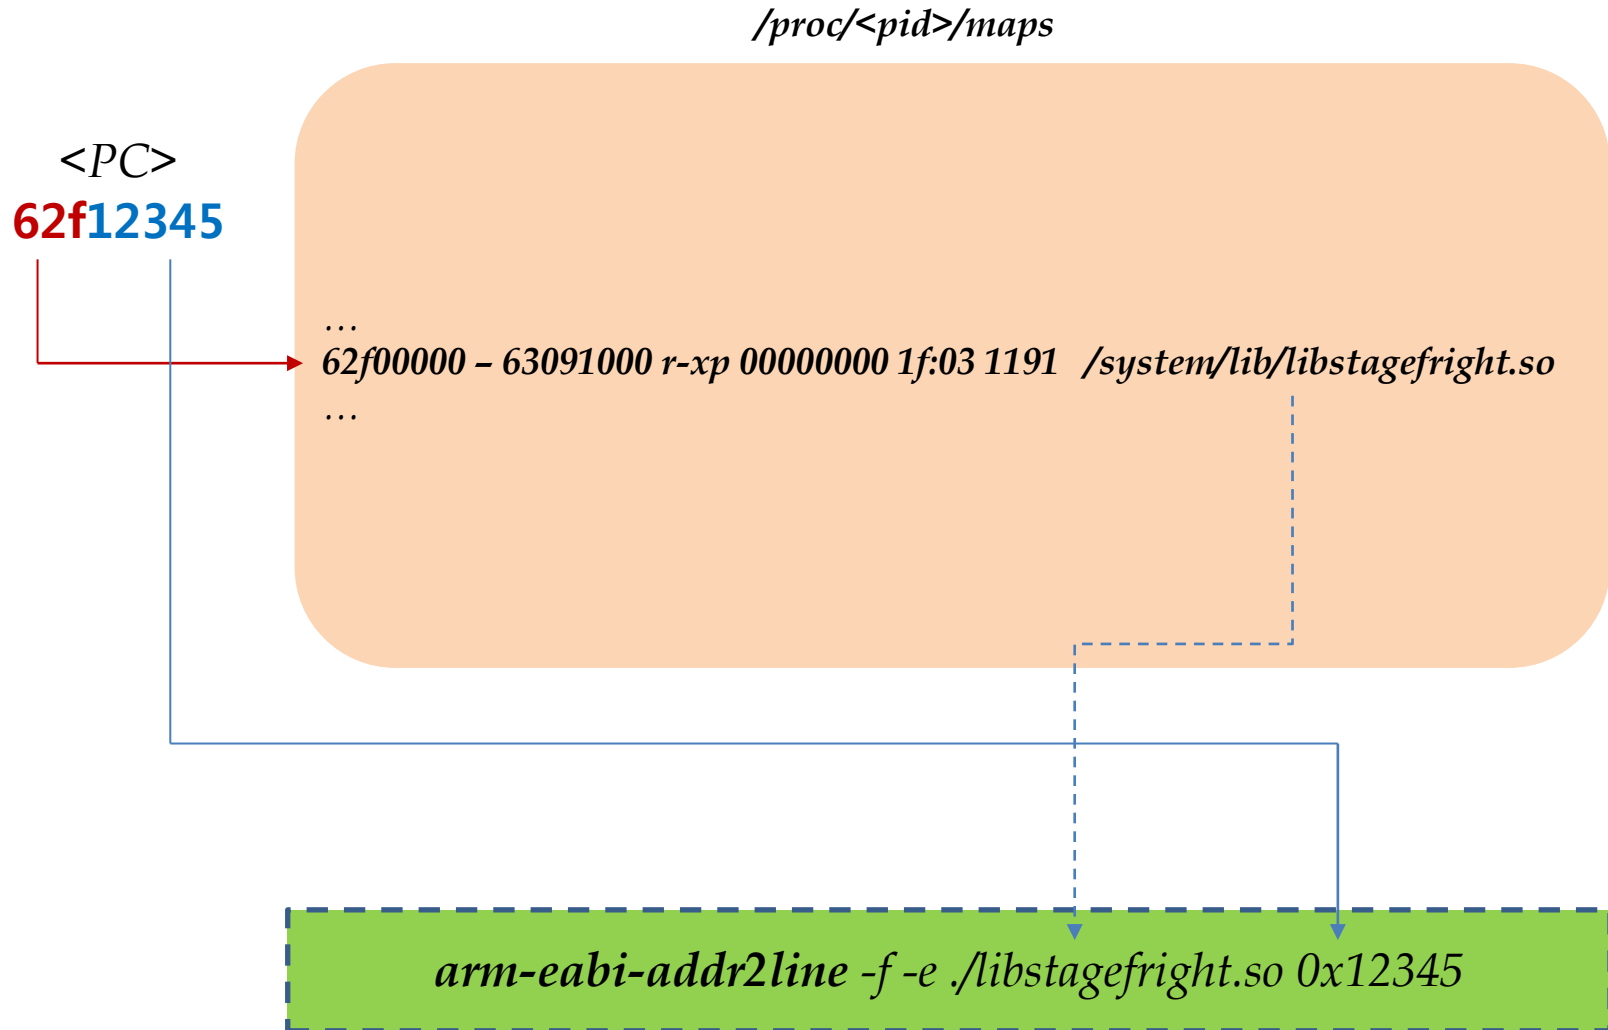 /proc/<pid>/maps
<PC>
62f12345
…
62f00000 – 63091000 r-xp 00000000 1f:03 1191 /system/lib/libstagefright.so
…
arm-eabi-addr2line -f -e ./libstagefright.so 0x12345